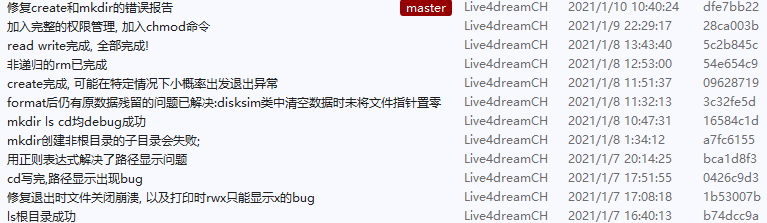 修复create和mkdir的错误报告 master Live4dreamCH 2021/1/10 10:40:24 dfe7bb22
加入完整的权限管理, 加入chmod命令 Live4dreamCH 2021/1/9 22:29:17 28ca003b
read write完成, 全部完成! Live4dreamCH 2021/1/8 13:43:40 5c2b845c
非递归的rm已完成 Live4dreamCH 2021/1/8 12:53:00 54e654c9
create完成, 可能在特定情况下小概率出发退出异常 Live4dreamCH 2021/1/8 11:51:37 09628719
format后仍有原数据残留的问题已解决:disksim类中清空数据时未将文件指针置零 Live4dreamCH 2021/1/8 11:32:13 3c32fe5d
mkdir ls cd均debug成功 Live4dreamCH 2021/1/8 10:47:31 16584c1d
mkdir创建非根目录的子目录会失败; Live4dreamCH 2021/1/8 1:34:12 a7fc6155
用正则表达式解决了路径显示问题 Live4dreamCH 2021/1/7 20:14:25 bca1d8f3
cd写完,路径显示出现bug Live4dreamCH 2021/1/7 17:51:55 0426c9d3
修复退出时文件关闭崩溃, 以及打印时rwx只能显示x的bug Live4dreamCH 2021/1/7 17:08:18 1b53007b
ls根目录成功 Live4dreamCH 2021/1/7 16:40:13 b74dcc9a